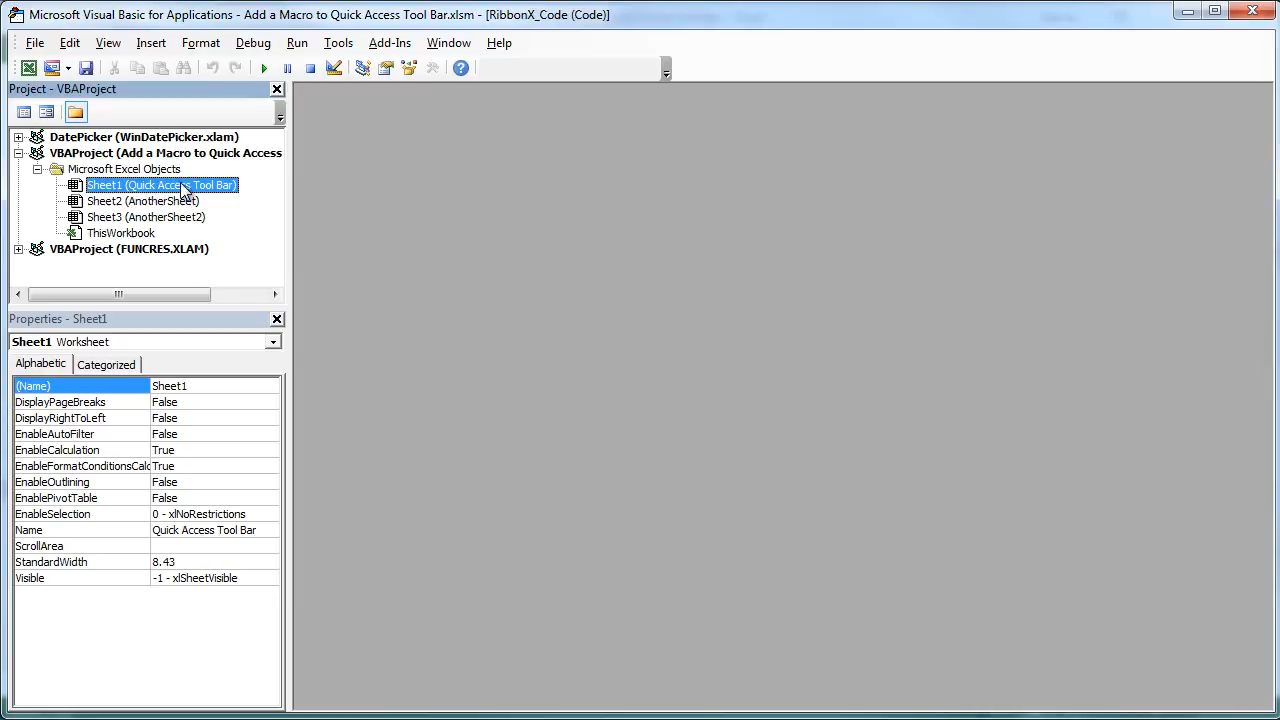 Microsoft Visual Basic for Applications - Add a Macro to Quick Access Tool Bar.xlsm - [RibbonX_Code (Code)]
File Edit View Insert Format Debug Run Tools Add-Ins Window Help
Project - VBAProject
DatePicker (WinDatePicker.xlam)
VBAProject (Add a Macro to Quick Access
Microsoft Excel Objects
Sheet1 (Quick Access Tool Bar)
Sheet2 (AnotherSheet)
Sheet3 (AnotherSheet2)
ThisWorkbook
VBAProject (FUNCRES.XLAM)
Properties - Sheet1
Sheet1 Worksheet
Alphabetic Categorized
(Name) Sheet1
DisplayPageBreaks False
DisplayRightToLeft False
EnableAutoFilter False
EnableCalculation True
EnableFormatConditionsCalc True
EnableOutlining False
EnablePivotTable False
EnableSelection 0 - xlNoRestrictions
Name Quick Access Tool Bar
ScrollArea
StandardWidth 8.43
Visible -1 - xlSheetVisible